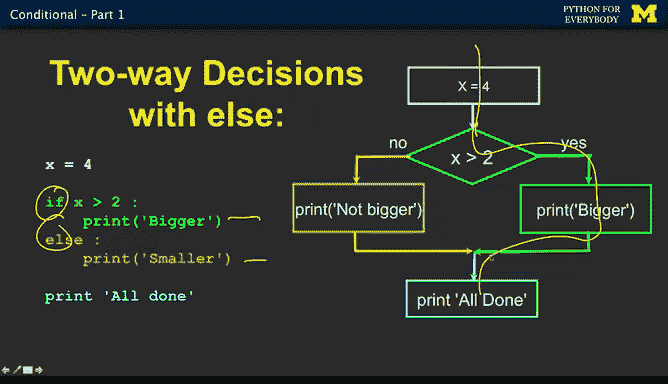 Conditional - Part 1
PYTHON FOR
EVERYBODY
M
Two-way Decisions
with else:
x = 4
if x > 2 :
print('Bigger')
else :
print('Smaller')
print 'All done'
X = 4
no
x > 2
yes
print('Not bigger')
print('Bigger')
print 'All Done'